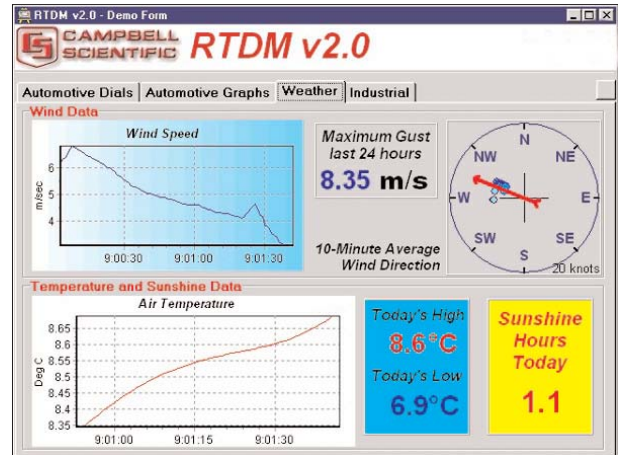 RTDM v2.0 - Demo Form
CAMPBELL
SCIENTIFIC
RTDM v2.0
Automotive Dials
Automotive Graphs
Weather
Industrial
Wind Data
Wind Speed
m/sec
6
5
4
9:00:30
9:01:00
9:01:30
Maximum Gust
last 24 hours
8.35 m/s
10-Minute Average
Wind Direction
N
NW
NE
W
E
SW
SE
S
20 knots
Temperature and Sunshine Data
Air Temperature
Deg C
8.65
8.6
8.55
8.5
8.45
8.4
8.35
9:01:00
9:01:15
9:01:30
Today's High
8.6°C
Today's Low
6.9°C
Sunshine
Hours
Today
1.1